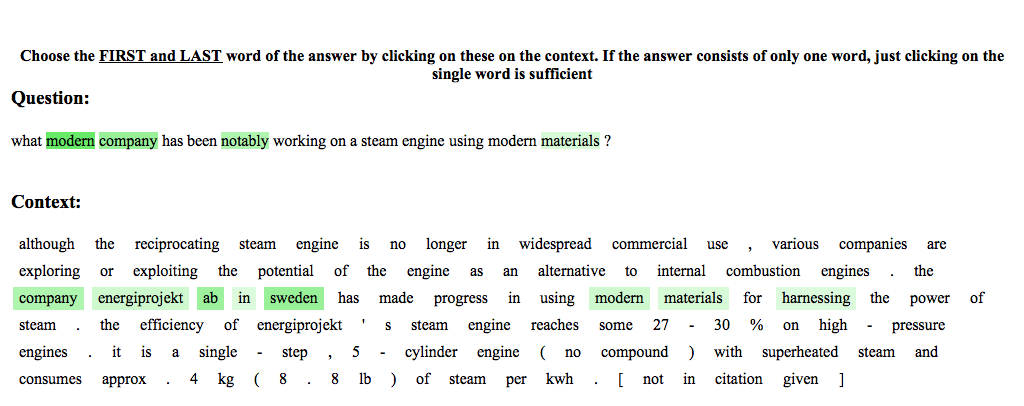 Choose the FIRST and LAST word of the answer by clicking on these on the context. If the answer consists of only one word, just clicking on the
single word is sufficient
Question:
what modern company has been notably working on a steam engine using modern materials ?
Context:
although the reciprocating steam engine is no longer in widespread commercial use , various companies are
exploring or exploiting the potential of the engine as an alternative to internal combustion engines . the
company energiprojekt ab in sweden has made progress in using modern materials for harnessing the power of
steam . the efficiency of energiprojekt ' s steam engine reaches some 27 - 30 % on high - pressure
engines . it is a single - step , 5 - cylinder engine ( no compound ) with superheated steam and
consumes approx . 4 kg ( 8 . 8 lb ) of steam per kwh . [ not in citation given ]